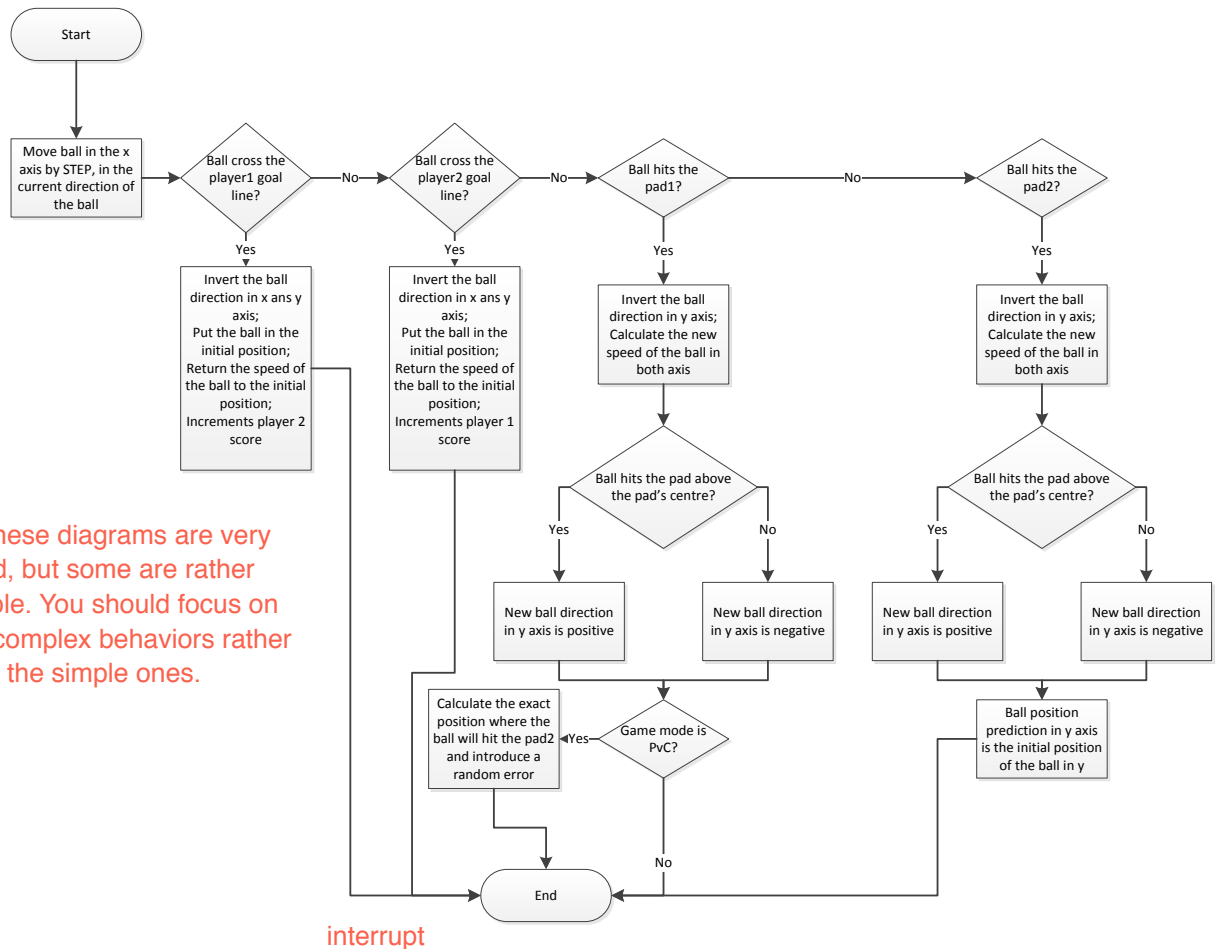 Start
Move ball in the x
axis by STEP, in the
current direction of
the ball
Ball cross the
player1 goal
line?
No
Ball cross the
player2 goal
line?
No
Ball hits the
pad1?
No
Ball hits the
pad2?
Yes
Yes
Yes
Yes
Invert the ball
direction in x ans y
axis;
Put the ball in the
initial position;
Return the speed of
the ball to the initial
position;
Increments player 2
score
Invert the ball
direction in x ans y
axis;
Put the ball in the
initial position;
Return the speed of
the ball to the initial
position;
Increments player 1
score
Invert the ball
direction in y axis;
Calculate the new
speed of the ball in
both axis
Invert the ball
direction in y axis;
Calculate the new
speed of the ball in
both axis
Ball hits the pad above
the pad's centre?
Ball hits the pad above
the pad's centre?
Yes
No
Yes
No
New ball direction
in y axis is positive
New ball direction
in y axis is negative
New ball direction
in y axis is positive
New ball direction
in y axis is negative
hese diagrams are very
d, but some are rather
ple. You should focus on
complex behaviors rather
the simple ones.
Calculate the exact
position where the
ball will hit the pad2
and introduce a
random error
Yes
Game mode is
PvC?
Ball position
prediction in y axis
is the initial position
of the ball in y
No
End
interrupt